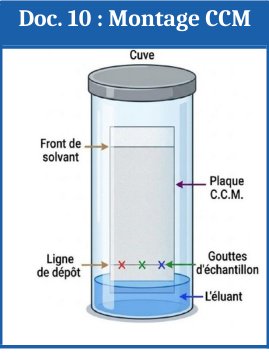 Doc. 10 : Montage CCM
Cuve
Front de
solvant
Plaque
C.C.M.
Ligne
de dépôt
Gouttes
d'échantillon
L'éluant